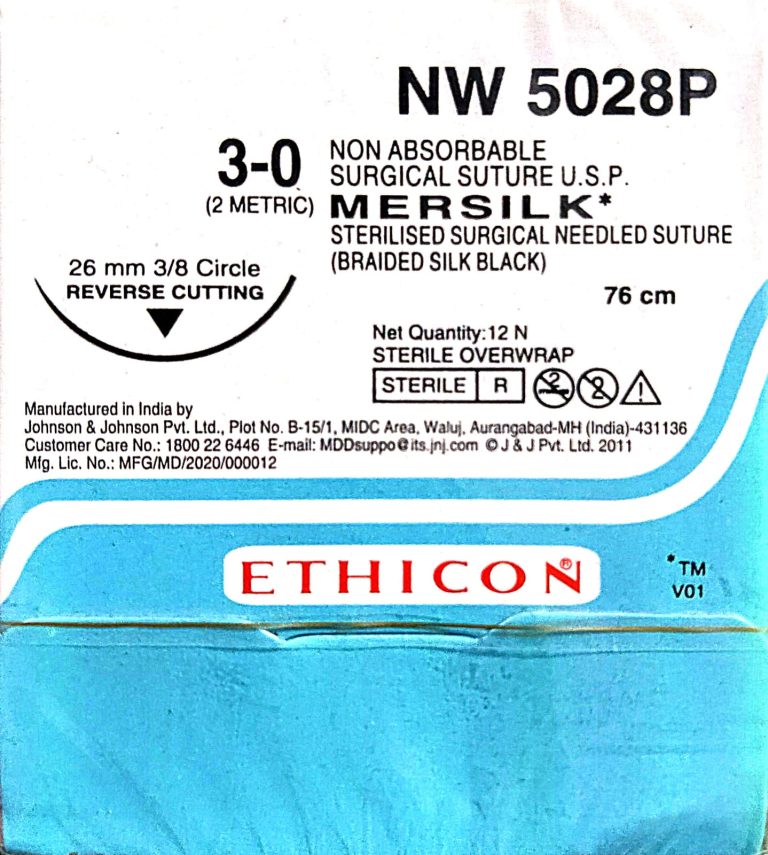 NW 5028P
3-0
(2 METRIC)
NON ABSORBABLE
SURGICAL SUTURE U.S.P.
MERSILK*
STERILISED SURGICAL NEEDLED SUTURE
(BRAIDED SILK BLACK)
26 mm 3/8 Circle
REVERSE CUTTING
76 cm
Net Quantity:12 N
STERILE OVERWRAP
STERILE R 2 2
Manufactured in India by
Johnson & Johnson Pvt. Ltd., Plot No. B-15/1, MIDC Area, Waluj, Aurangabad-MH (India)-431136
Customer Care No.: 1800 22 6446 E-mail: MDDsuppo@its.jnj.com © J & J Pvt. Ltd. 2011
Mfg. Lic. No.: MFG/MD/2020/000012
ETHICON®
*TM
V01